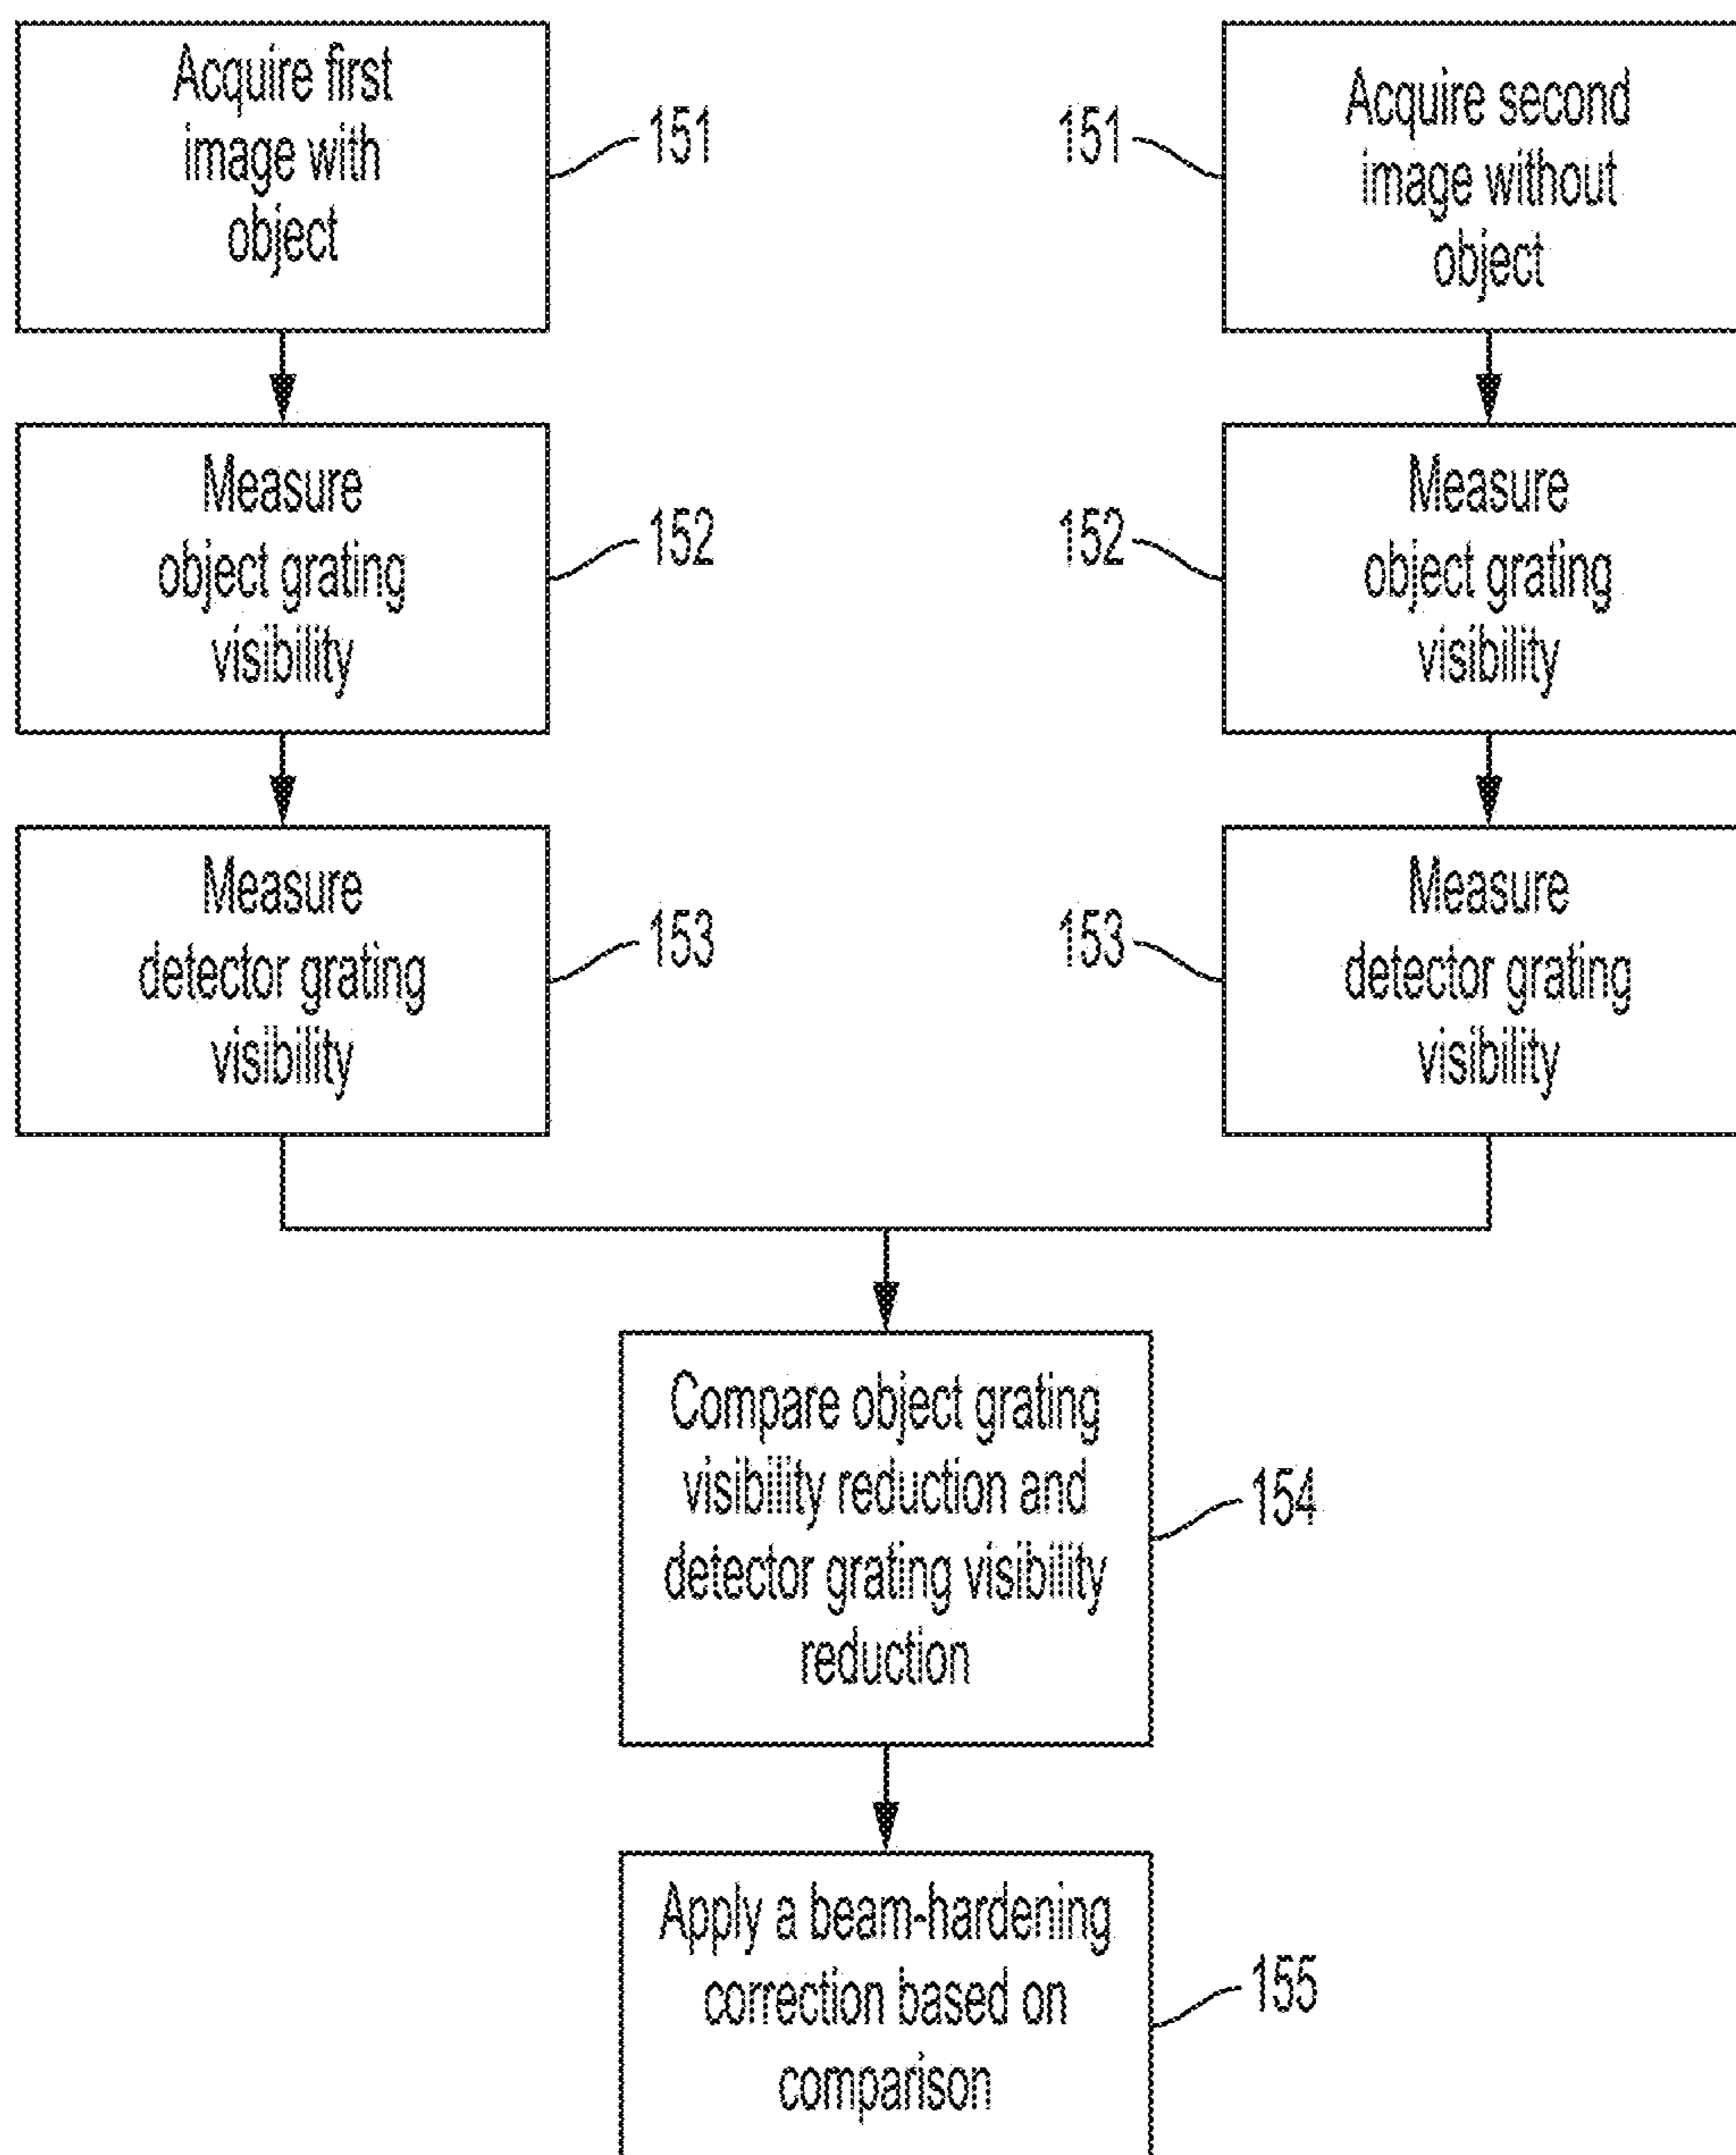 Acquire first
image with
object
151
151
Acquire second
image without
object
Measure
object grating
visibility
152
152
Measure
object grating
visibility
Measure
detector grating
visibility
153
153
Measure
detector grating
visibility
Compare object grating
visibility reduction and
detector grating visibility
reduction
154
Apply a beam-hardening
correction based on
comparison
155